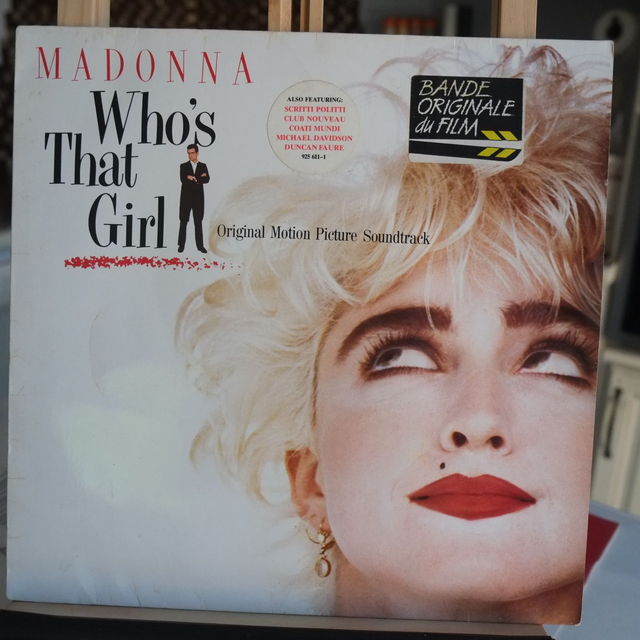 MADONNA
Who's
That
Girl
Original Motion Picture Soundtrack
ALSO FEATURING:
SCRITTI POLITTI
CLUB NOUVEAU
COATI MUNDI
MICHAEL DAVIDSON
DUNCAN FAURE
925 611-1
BANDE
ORIGINALE
du FILM